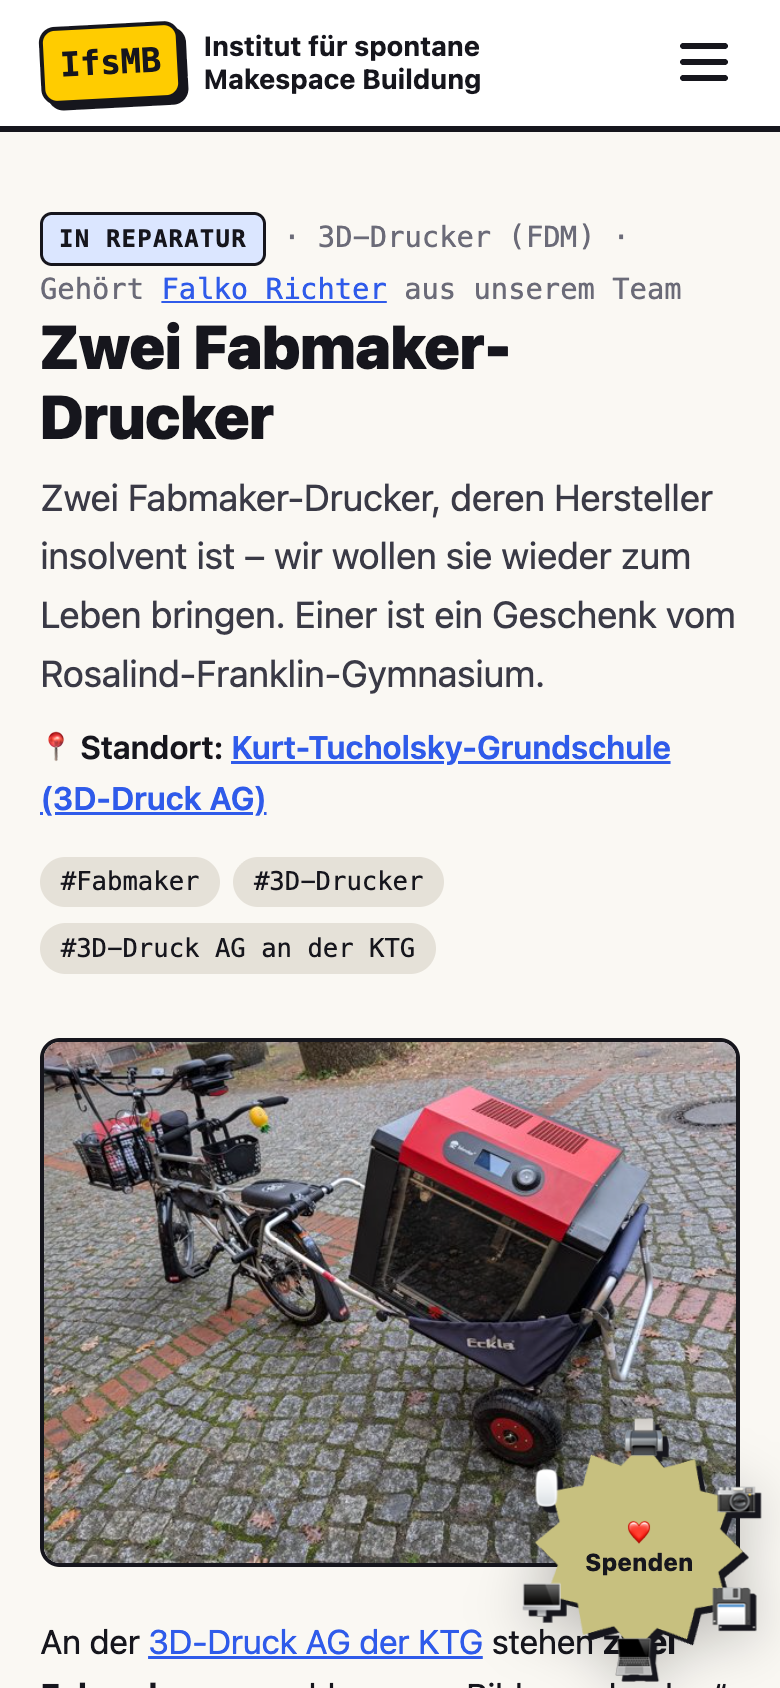 IfsMB
Institut für spontane
Makespace Buildung
IN REPARATUR · 3D-Drucker (FDM) ·
Gehört Falko Richter aus unserem Team
Zwei Fabmaker-
Drucker
Zwei Fabmaker-Drucker, deren Hersteller
insolvent ist – wir wollen sie wieder zum
Leben bringen. Einer ist ein Geschenk vom
Rosalind-Franklin-Gymnasium.
Standort: Kurt-Tucholsky-Grundschule
(3D-Druck AG)
#Fabmaker #3D-Drucker
#3D-Druck AG an der KTG
Eckla
Spenden
An der 3D-Druck AG der KTG stehen